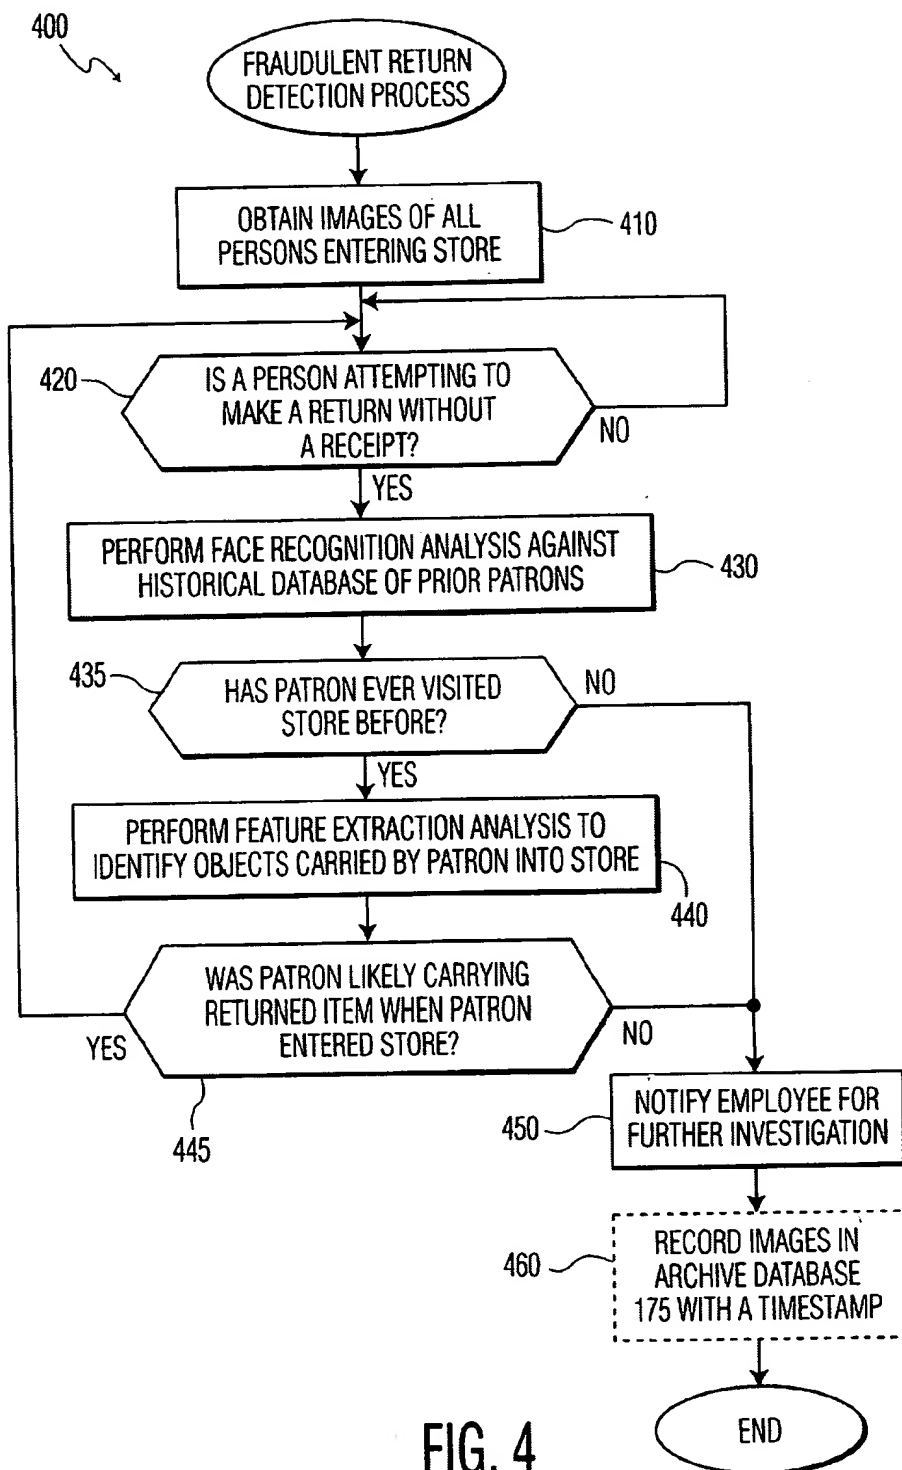 400
FRAUDULENT RETURN
DETECTION PROCESS
OBTAIN IMAGES OF ALL
PERSONS ENTERING STORE
410
420
IS A PERSON ATTEMPTING TO
MAKE A RETURN WITHOUT
A RECEIPT?
NO
YES
PERFORM FACE RECOGNITION ANALYSIS AGAINST
HISTORICAL DATABASE OF PRIOR PATRONS
430
435
HAS PATRON EVER VISITED
STORE BEFORE?
NO
YES
PERFORM FEATURE EXTRACTION ANALYSIS TO
IDENTIFY OBJECTS CARRIED BY PATRON INTO STORE
440
WAS PATRON LIKELY CARRYING
RETURNED ITEM WHEN PATRON
ENTERED STORE?
YES
NO
445
450
NOTIFY EMPLOYEE FOR
FURTHER INVESTIGATION
460
RECORD IMAGES IN
ARCHIVE DATABASE
175 WITH A TIMESTAMP
END
FIG. 4